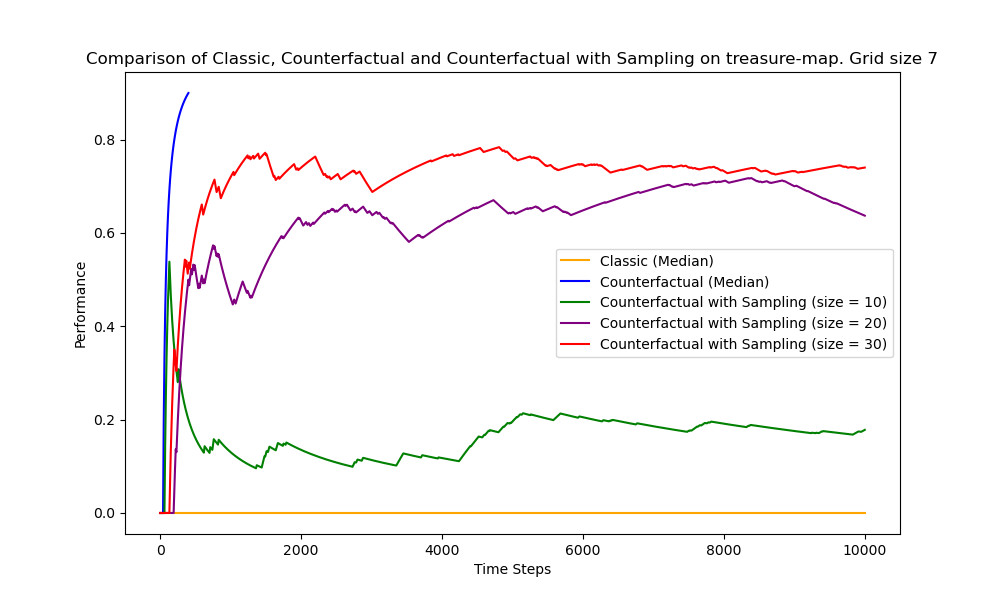 Comparison of Classic, Counterfactual and Counterfactual with Sampling on treasure-map. Grid size 7
Performance
0.8
0.6
0.4
0.2
0.0
Classic (Median)
Counterfactual (Median)
Counterfactual with Sampling (size = 10)
Counterfactual with Sampling (size = 20)
Counterfactual with Sampling (size = 30)
0 2000 4000 6000 8000 10000
Time Steps